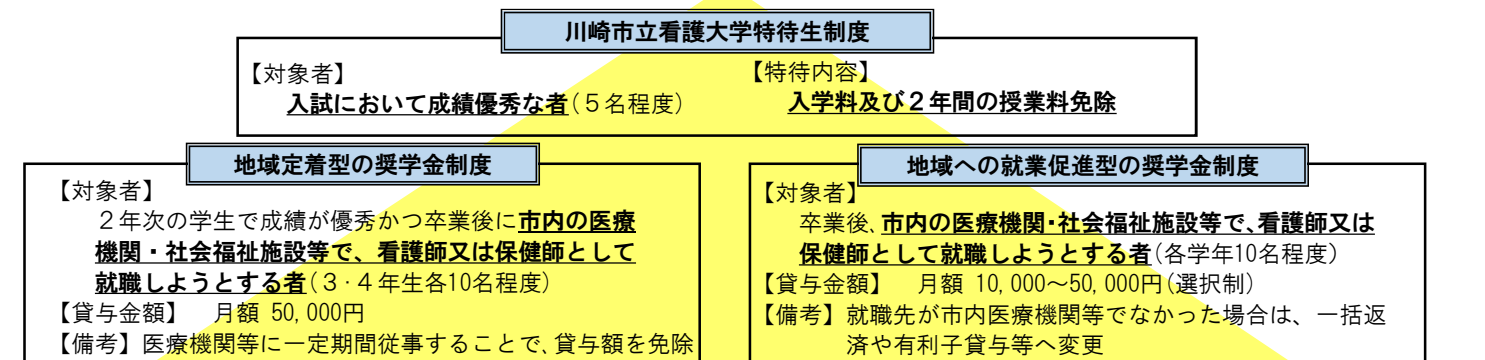 川崎市立看護大学特待生制度
【対象者】
入試において成績優秀な者(5名程度)
【特待内容】
入学料及び2年間の授業料免除
地域定着型の奨学金制度
【対象者】
2年次の学生で成績が優秀かつ卒業後に市内の医療
機関・社会福祉施設等で、看護師又は保健師として
就職しようとする者(3・4年生各10名程度)
【貸与金額】 月額 50,000円
【備考】医療機関等に一定期間従事することで、貸与額を免除
地域への就業促進型の奨学金制度
【対象者】
卒業後、市内の医療機関・社会福祉施設等で、看護師又は
保健師として就職しようとする者(各学年10名程度)
【貸与金額】 月額 10,000～50,000円(選択制)
【備考】就職先が市内医療機関等でなかった場合は、一括返
済や有利子貸与等へ変更